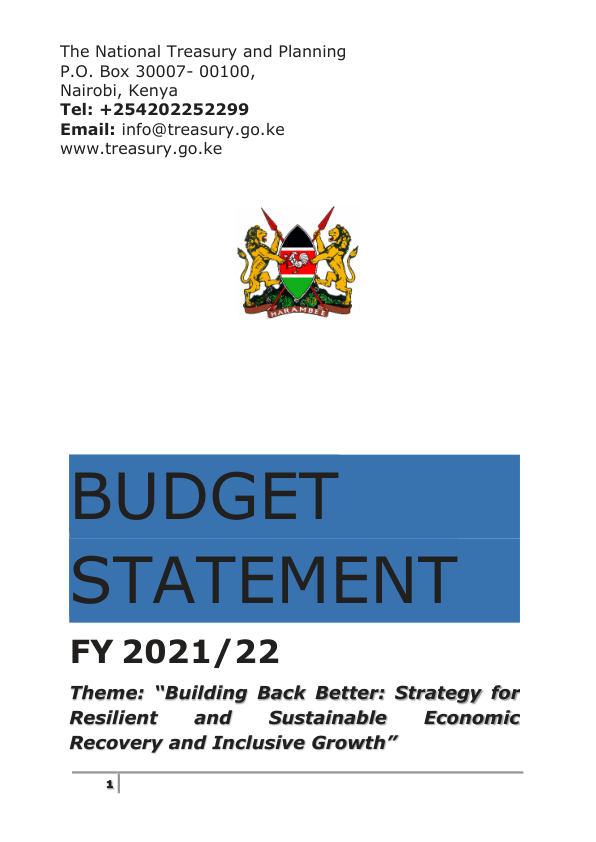 The National Treasury and Planning
P.O. Box 30007- 00100,
Nairobi, Kenya
Tel: +254202252299
Email: info@treasury.go.ke
www.treasury.go.ke
HARAMBEE
BUDGET
STATEMENT
FY 2021/22
Theme: “Building Back Better: Strategy for
Resilient and Sustainable Economic
Recovery and Inclusive Growth”
1